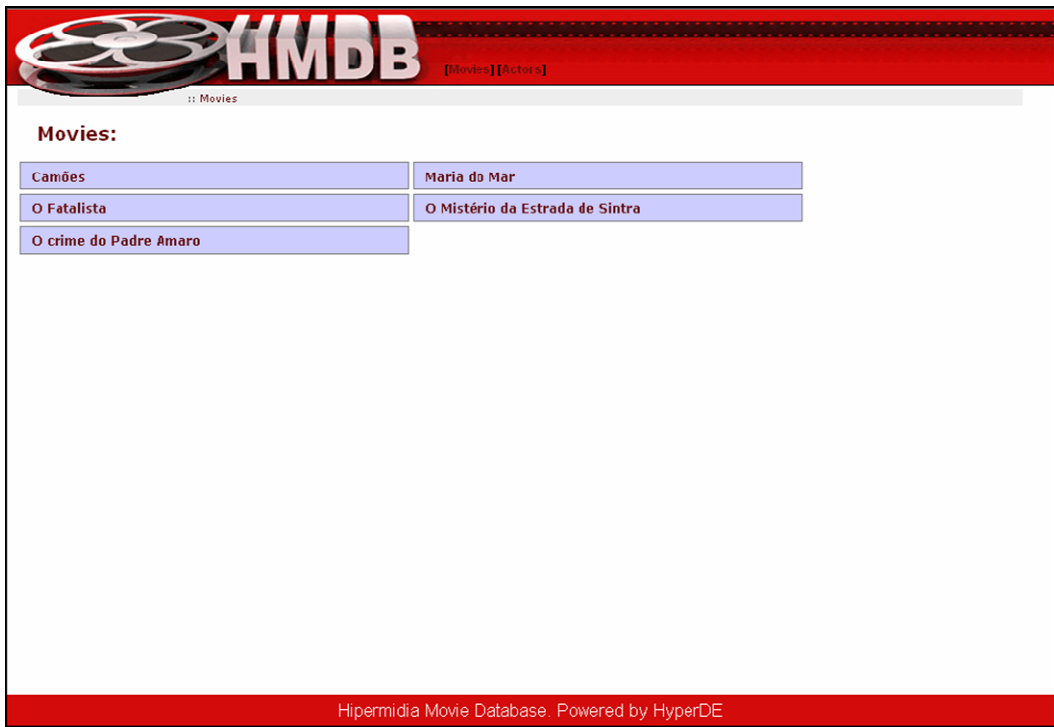 HMDB
[Movies] [Actors]
:: Movies
Movies:
Camões
Maria do Mar
O Fatalista
O Mistério da Estrada de Sintra
O crime do Padre Amaro
Hipermidia Movie Database. Powered by HyperDE